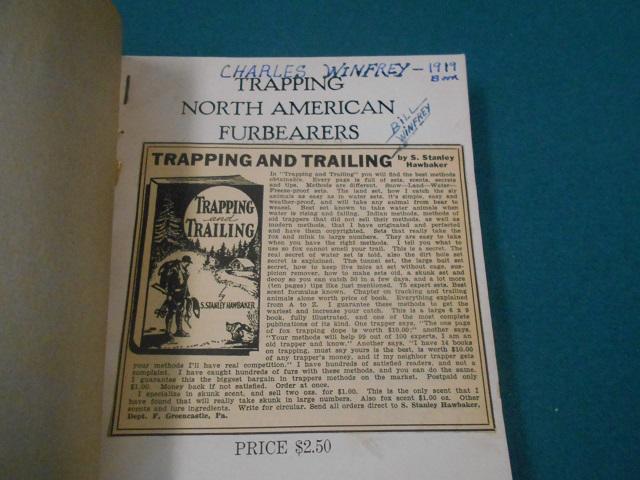 CHARLES WINFREY - 1919
Book
TRAPPING
NORTH AMERICAN
FURBEARERS
BILL
WINFREY
TRAPPING AND TRAILING by S. Stanley
Hawbaker
TRAPPING
and
TRAILING
by
S. STANLEY HAWBAKER
In "Trapping and Trailing" you will find the best methods
obtainable. Every page is full of sets, scents, secrets
and tips. Methods are different. Snow—Land—Water—
Freeze-proof sets. The land set, how I catch the sly
animals as easy as in water sets, it's simple, easy and
weather-proof, and will take any animal from bear to
weasel. Best set known to take water animals when
water is rising and falling. Indian methods, methods of
old trappers that did not sell their methods, as well as
modern methods, that I have originated and perfected
and have them copyrighted. Sets that really take the
fox and mink in large numbers. They are easy to take
when you have the right methods. I tell you what to
use so fox cannot smell your trail. This is a secret. The
real secret of water set is told, also the dirt hole set
secret is explained. The tunnel set, the large bait set
secret, how to keep live mice at set without cage, sus-
picion remover, how to make sets old, a skunk set and
decoy so you can catch 50 in a few days, and a lot more
(ten pages) tips like just mentioned. 75 expert sets. Best
scent formulas known. Chapter on tracking and trailing
animals alone worth price of book. Everything explained
from A to Z. I guarantee these methods to get the
wariest and increase your catch. This is a large 6 x 9
book, fully illustrated, and one of the most complete
publications of its kind. One trapper says, "The one page
of fox trapping dope is worth $10.00;" another says,
"Your methods will help 99 out of 100 experts, I am an
old trapper and know." Another says, "I have 14 books
on trapping, must say yours is the best, is worth $10.00
of any trapper's money, and if my neighbor trapper gets
your methods I'll have real competition." I have hundreds of satisfied readers, and not a
complaint. I have caught hundreds of furs with these methods, and you can do the same.
I guarantee this the biggest bargain in trappers methods on the market. Postpaid only
$1.00. Money back if not satisfied. Order at once.
I specialize in skunk scent, and sell two ozs. for $1.00. This is the only scent that I
have found that will really take skunk in large numbers. Also fox scent $1.00 oz. Other
scents and lure ingredients. Write for circular. Send all orders direct to S. Stanley Hawbaker,
Dept. F, Greencastle, Pa.
PRICE $2.50